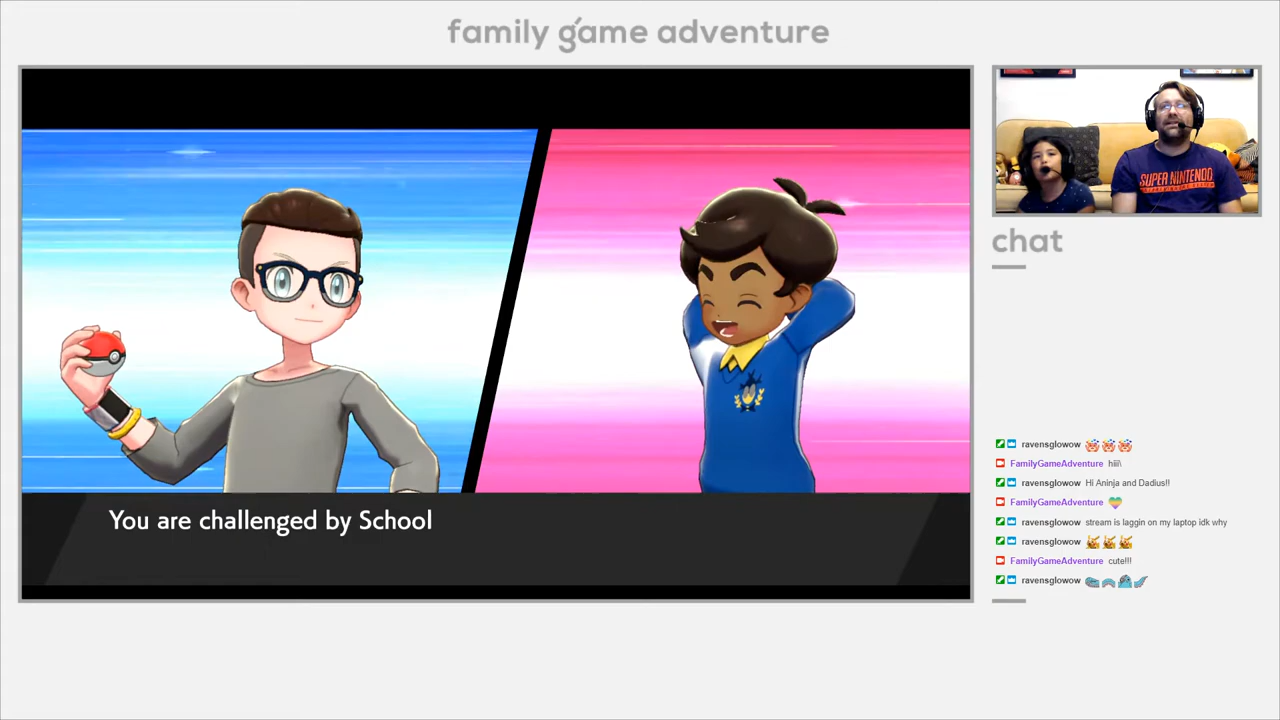 family game adventure
SUPER NINTENDO
chat
ravensglowow
FamilyGameAdventure hiii\
ravensglowow Hi Aninja and Dadius!!
FamilyGameAdventure
ravensglowow stream is laggin on my laptop idk why
ravensglowow
FamilyGameAdventure cute!!!
ravensglowow
You are challenged by School